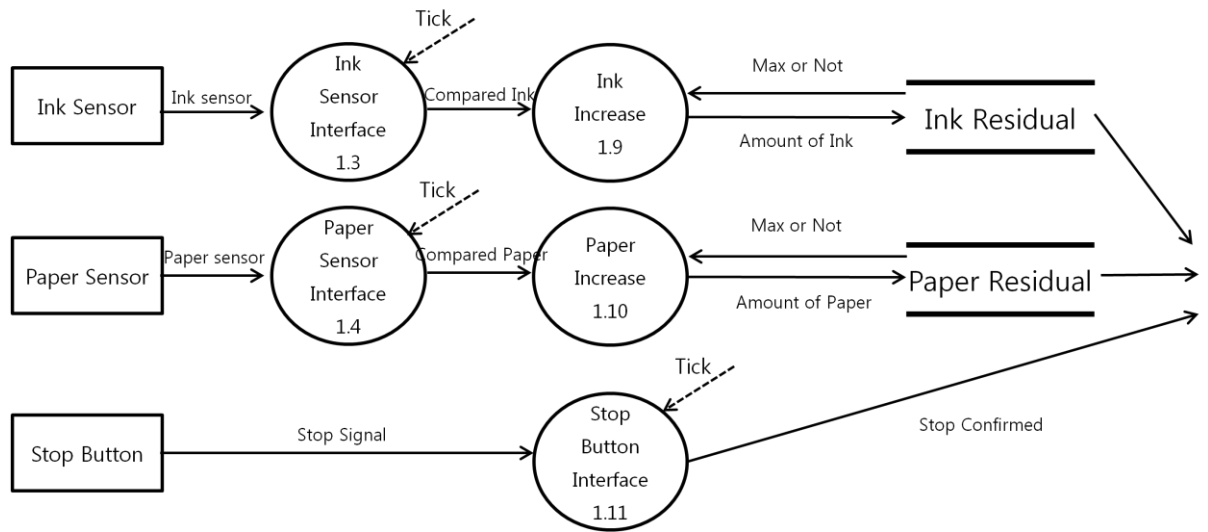 Tick
Ink Sensor
Ink sensor
Ink
Sensor
Interface
1.3
Compared Ink
Ink
Increase
1.9
Max or Not
Amount of Ink
Ink Residual
Tick
Paper Sensor
Paper sensor
Paper
Sensor
Interface
1.4
Compared Paper
Paper
Increase
1.10
Max or Not
Amount of Paper
Paper Residual
Tick
Stop Button
Stop Signal
Stop
Button
Interface
1.11
Stop Confirmed